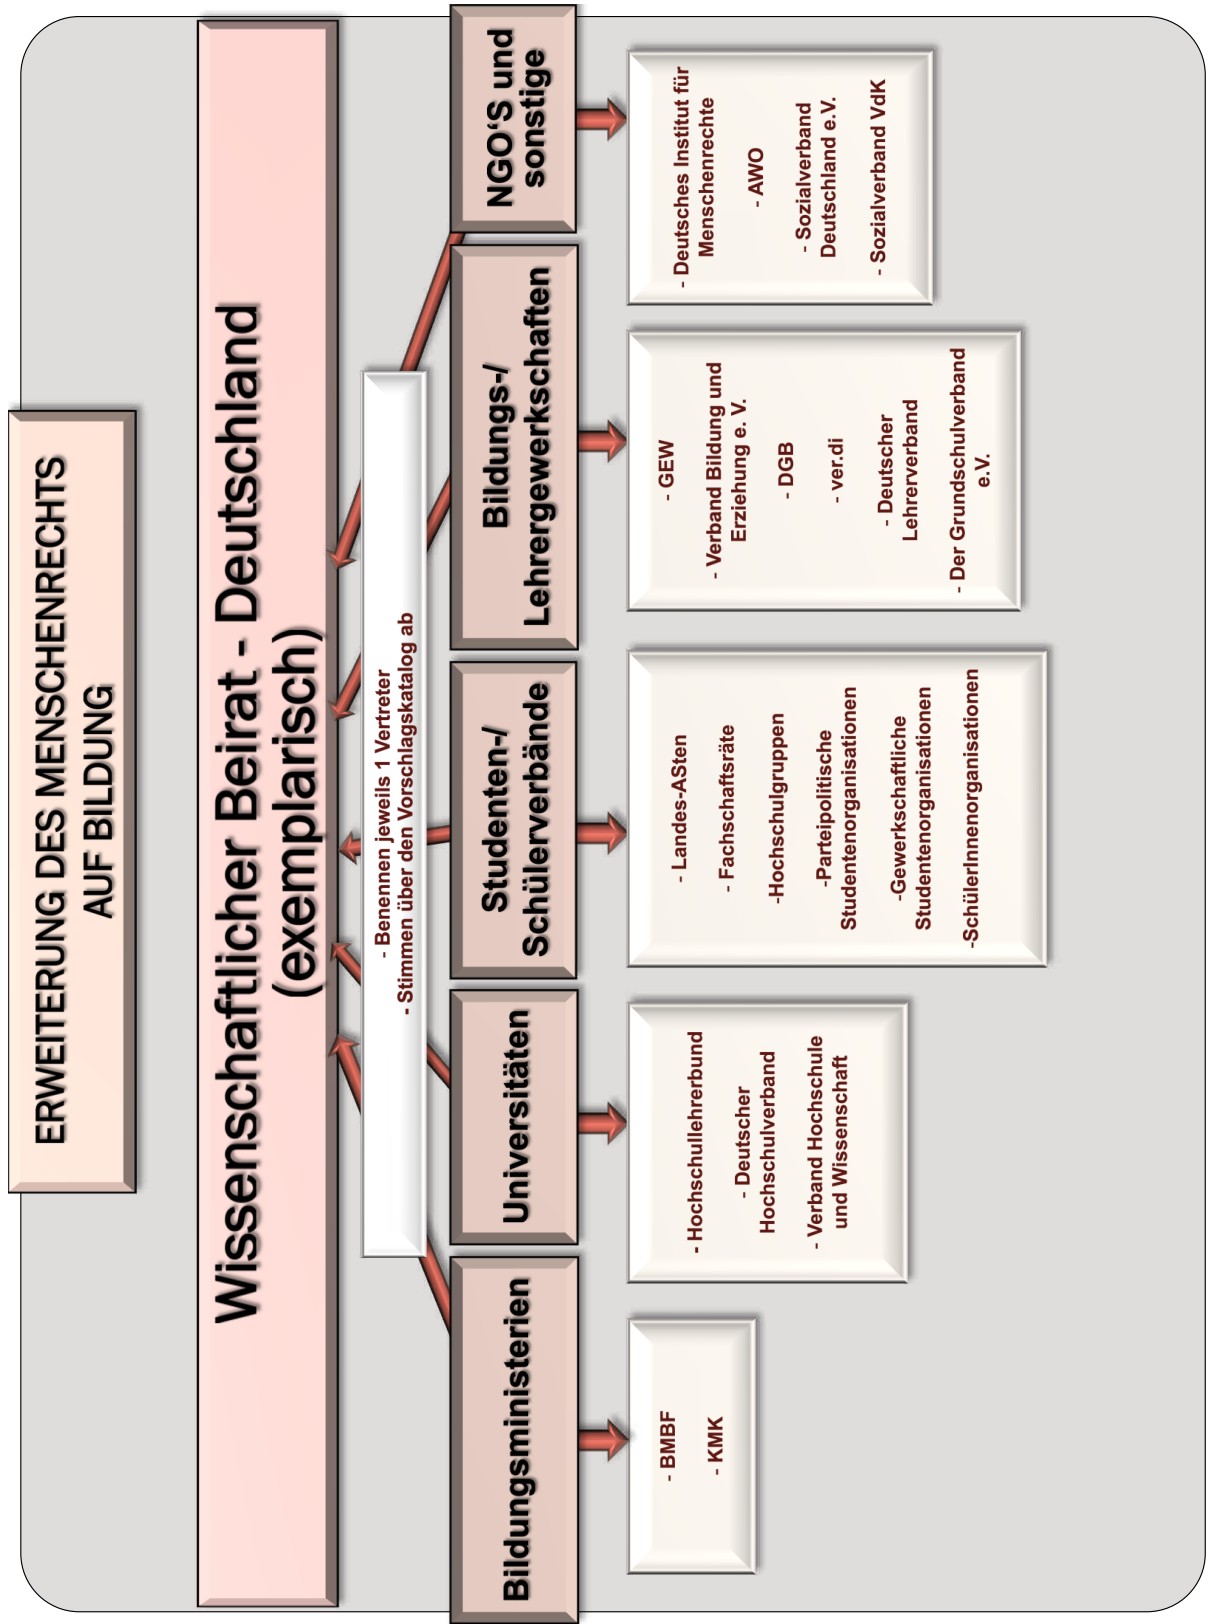 ERWEITERUNG DES MENSCHENRECHTS
AUF BILDUNG
Wissenschaftlicher Beirat - Deutschland
(exemplarisch)
- Benennen jeweils 1 Vertreter
- Stimmen über den Vorschlagskatalog ab
Bildungsministerien
- BMBF
- KMK
Universitäten
- Hochschullehrerbund
- Deutscher
Hochschulverband
- Verband Hochschule
und Wissenschaft
Studenten-/
Schülerverbände
- Landes-ASten
- Fachschaftsräte
-Hochschulgruppen
-Parteipolitische
Studentenorganisationen
-Gewerkschaftliche
Studentenorganisationen
-SchülerInnenorganisationen
Bildungs-/
Lehrergewerkschaften
- GEW
- Verband Bildung und
Erziehung e. V.
- DGB
- ver.di
- Deutscher
Lehrerverband
- Der Grundschulverband
e.V.
NGO'S und
sonstige
- Deutsches Institut für
Menschenrechte
- AWO
- Sozialverband
Deutschland e.V.
- Sozialverband VdK